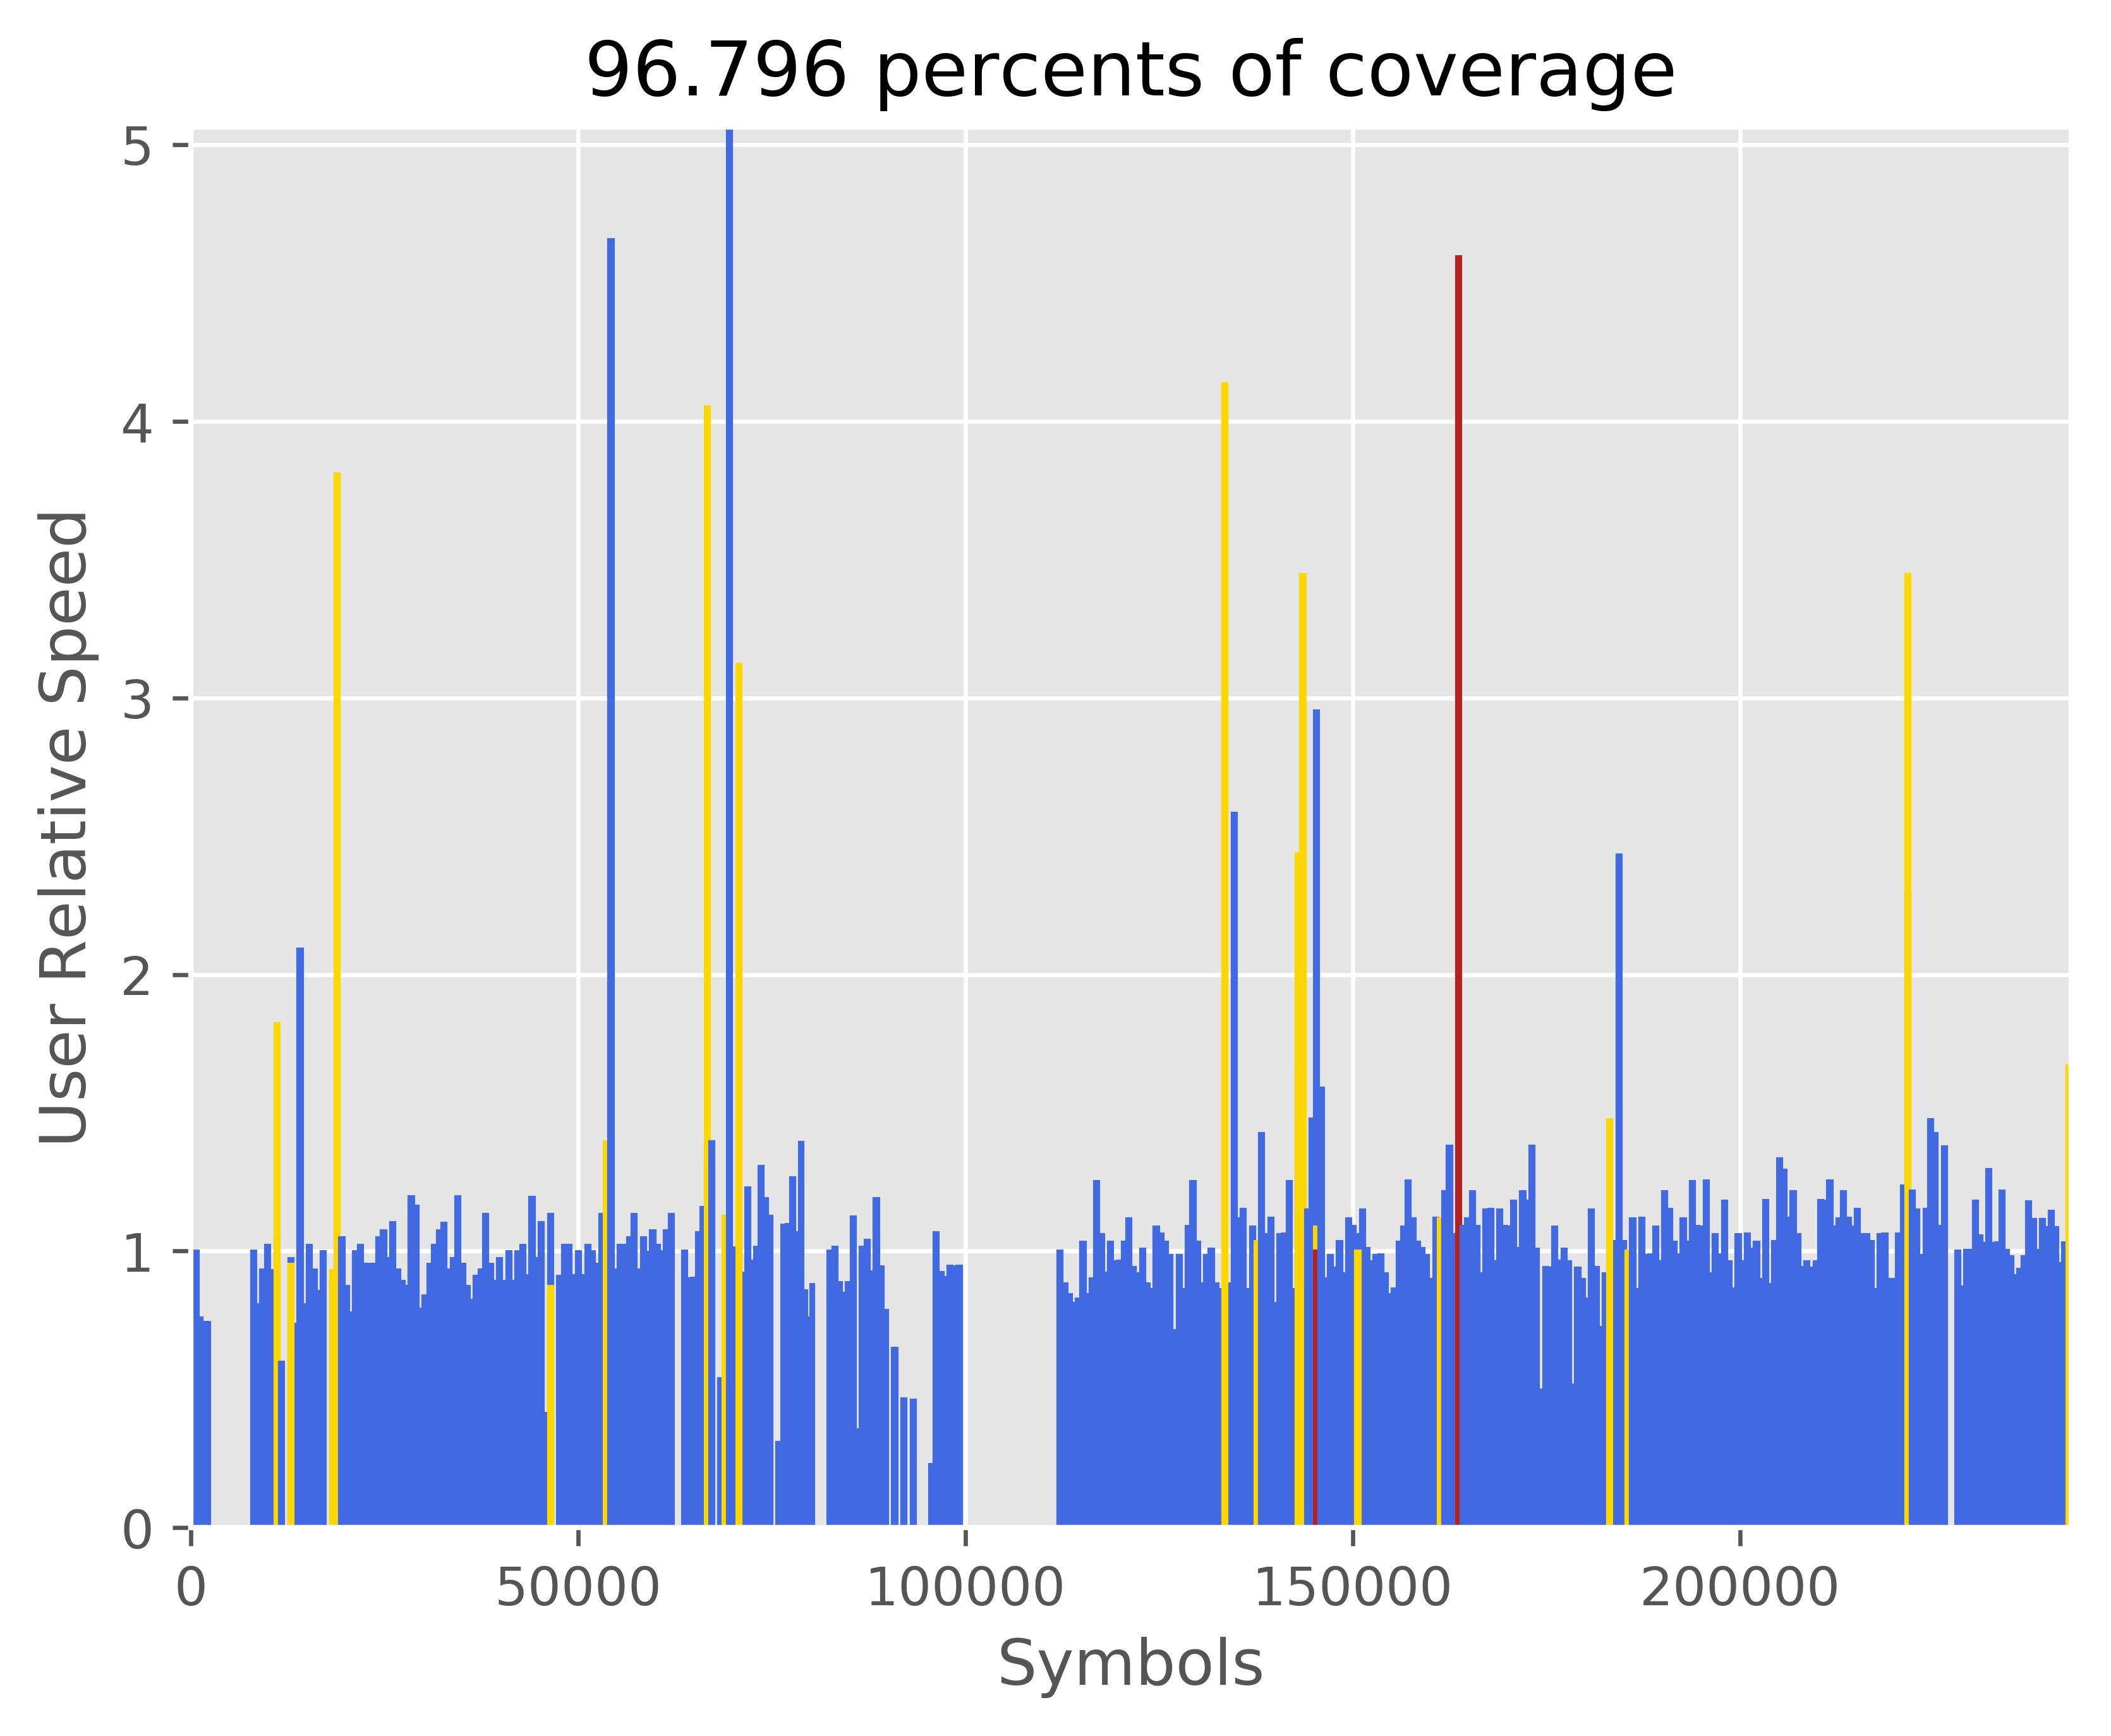 96.796 percents of coverage
5
4
3
2
1
0
User Relative Speed
0 50000 100000 150000 200000
Symbols